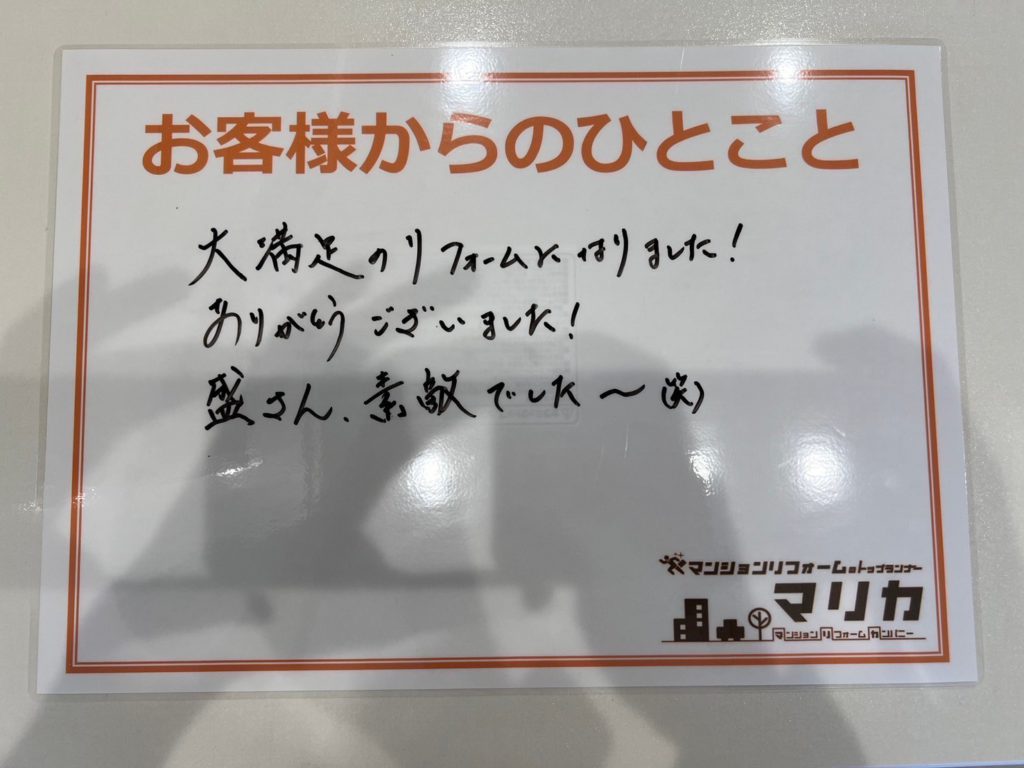 お客様からのひとこと
大満足のリフォームになりました!
ありがとうございました!
盛さん、素敵でした〜(笑)
マンションリフォームのトップランナー
マリカ
マンションリフォームカンパニー